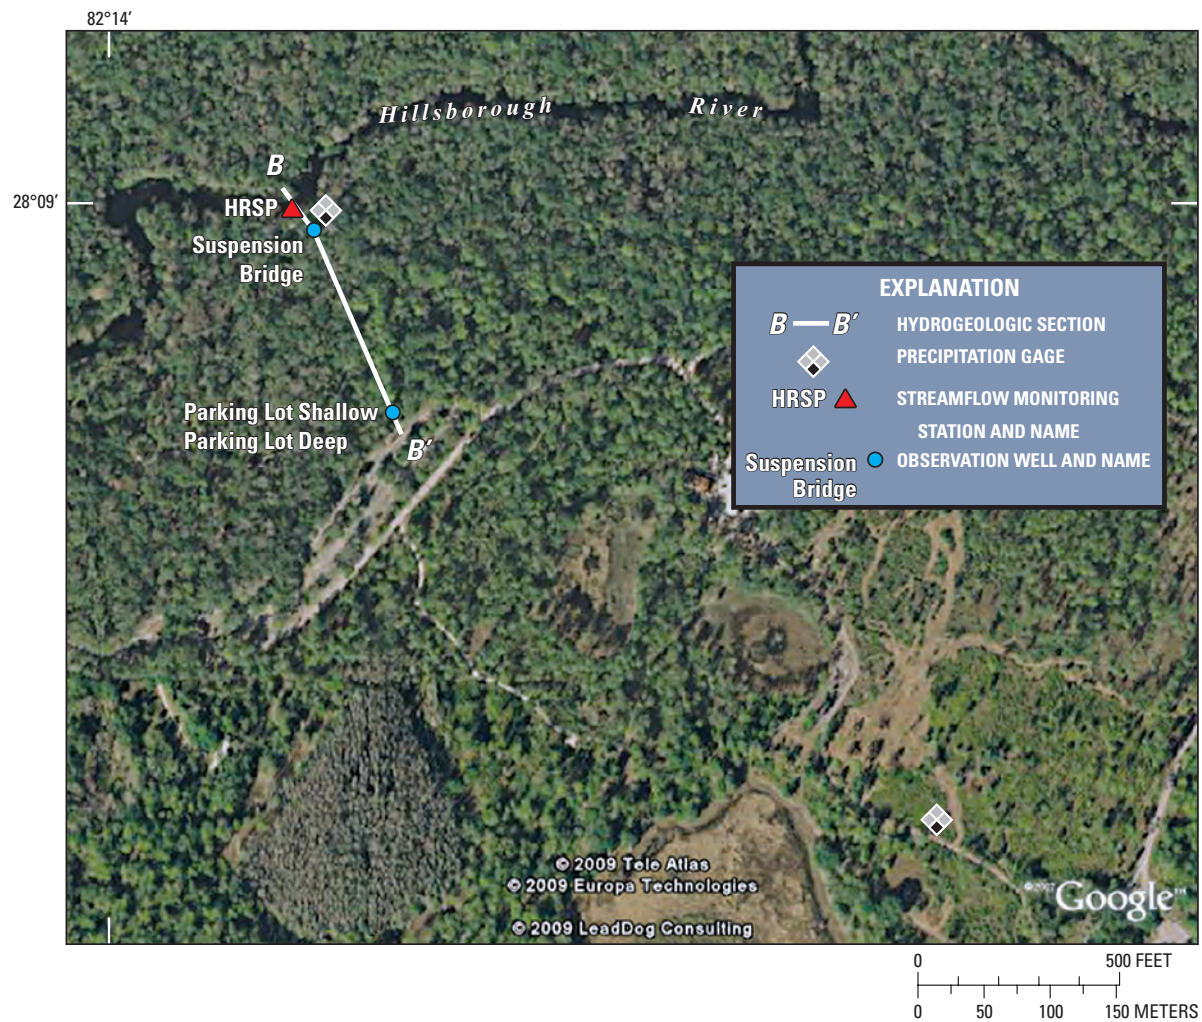 82°14′
Hillsborough River
B
28°09′
HRSP
Suspension
Bridge
EXPLANATION
B B′ HYDROGEOLOGIC SECTION
PRECIPITATION GAGE
HRSP STREAMFLOW MONITORING
STATION AND NAME
Suspension OBSERVATION WELL AND NAME
Bridge
Parking Lot Shallow
Parking Lot Deep
B′
© 2009 Tele Atlas
© 2009 Europa Technologies
© 2009 LeadDog Consulting
©2007 Google™
0 500 FEET
0 50 100 150 METERS